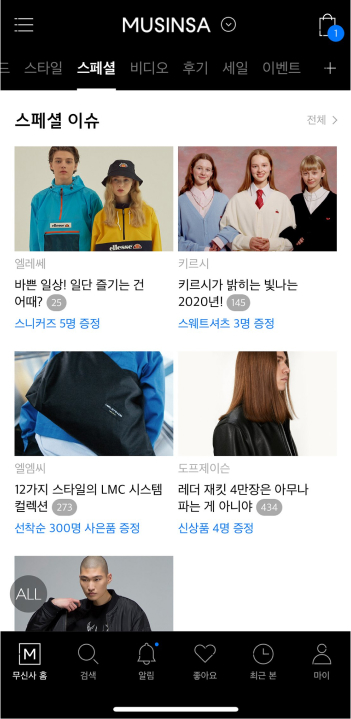 MUSINSA
1
드 스타일 스페셜 비디오 후기 세일 이벤트 +
스페셜 이슈
전체
ellesse
ellesse
엘레쎄
바쁜 일상! 일단 즐기는 건
어때? 25
스니커즈 5명 증정
키르시
키르시가 밝히는 빛나는
2020년! 145
스웨트셔츠 3명 증정
엘엠씨
12가지 스타일의 LMC 시스템
컬렉션 273
선착순 300명 사은품 증정
도프제이슨
레더 재킷 4만장은 아무나
파는 게 아니야 434
신상품 4명 증정
ALL
M
무신사 홈 검색 알림 좋아요 최근 본 마이